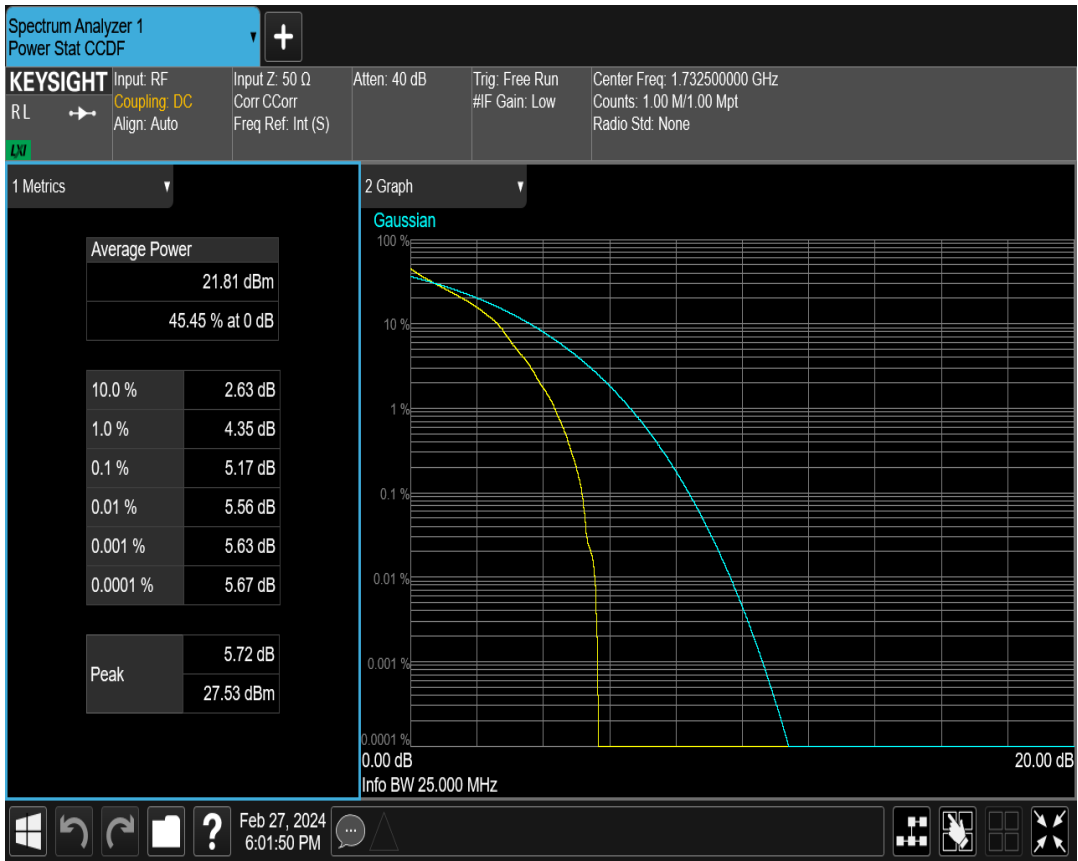 Spectrum Analyzer 1
Power Stat CCDF
+
KEYSIGHT
RL
LXI
Input: RF
Coupling: DC
Align: Auto
Input Z: 50 Ω
Corr CCorr
Freq Ref: Int (S)
Atten: 40 dB
Trig: Free Run
#IF Gain: Low
Center Freq: 1.732500000 GHz
Counts: 1.00 M/1.00 Mpt
Radio Std: None
1 Metrics
Average Power
21.81 dBm
45.45 % at 0 dB
10.0 % 2.63 dB
1.0 % 4.35 dB
0.1 % 5.17 dB
0.01 % 5.56 dB
0.001 % 5.63 dB
0.0001 % 5.67 dB
Peak
5.72 dB
27.53 dBm
2 Graph
Gaussian
100 %
10 %
1 %
0.1 %
0.01 %
0.001 %
0.0001 %
0.00 dB 20.00 dB
Info BW 25.000 MHz
?
Feb 27, 2024
6:01:50 PM